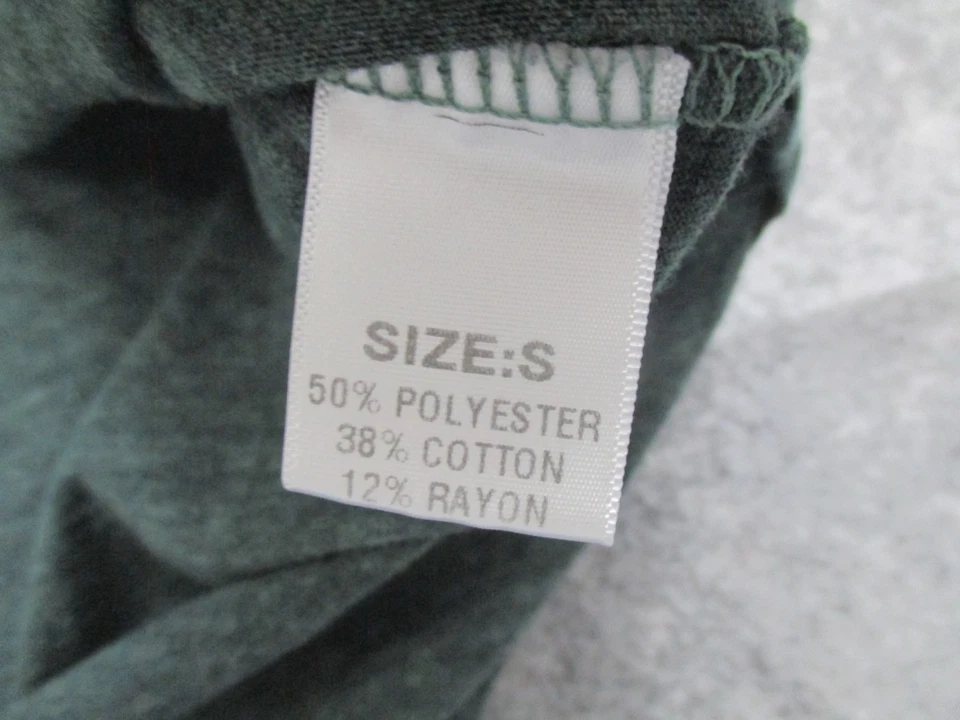 SIZE:S
50% POLYESTER
38% COTTON
12% RAYON